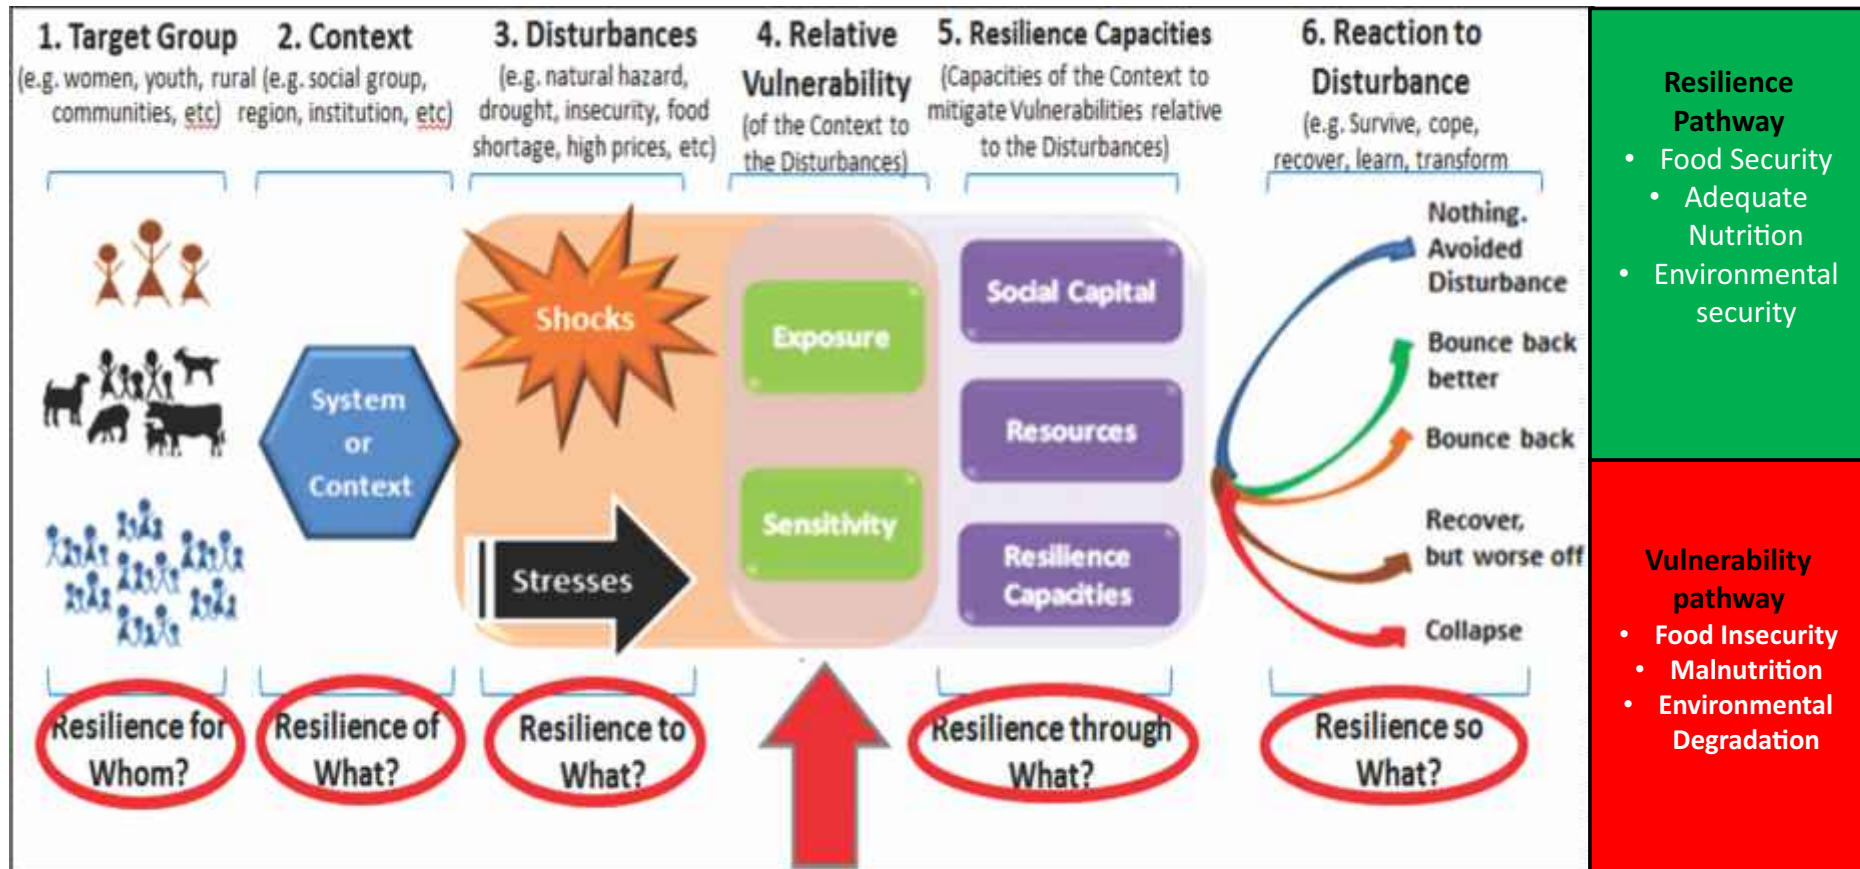 1. Target Group
(e.g. women, youth, rural
communities, etc)
2. Context
(e.g. social group,
region, institution, etc)
3. Disturbances
(e.g. natural hazard,
drought, insecurity, food
shortage, high prices, etc)
4. Relative
Vulnerability
(of the Context to
the Disturbances)
5. Resilience Capacities
(Capacities of the Context to
mitigate Vulnerabilities relative
to the Disturbances)
6. Reaction to
Disturbance
(e.g. Survive, cope,
recover, learn, transform
System
or
Context
Shocks
Stresses
Exposure
Sensitivity
Social Capital
Resources
Resilience
Capacities
Nothing.
Avoided
Disturbance
Bounce back
better
Bounce back
Recover,
but worse off
Collapse
Resilience for
Whom?
Resilience of
What?
Resilience to
What?
Resilience through
What?
Resilience so
What?
Resilience
Pathway
• Food Security
• Adequate
Nutrition
• Environmental
security
Vulnerability
pathway
• Food Insecurity
• Malnutrition
• Environmental
Degradation